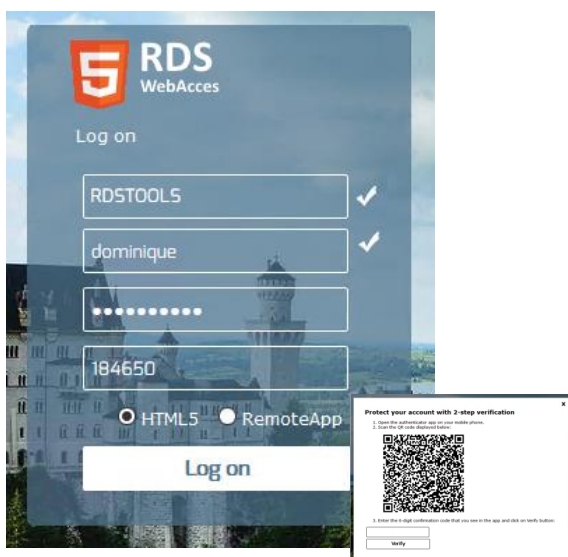 RDS
WebAcces
Log on
RDSTOOLS
dominique
184650
HTML5 RemoteApp
Log on
x
Protect your account with 2-step verification
1. Open the authenticator app on your mobile phone.
2. Scan the QR code displayed below:
3. Enter the 6-digit confirmation code that you see in the app and click on Verify button:
Verify